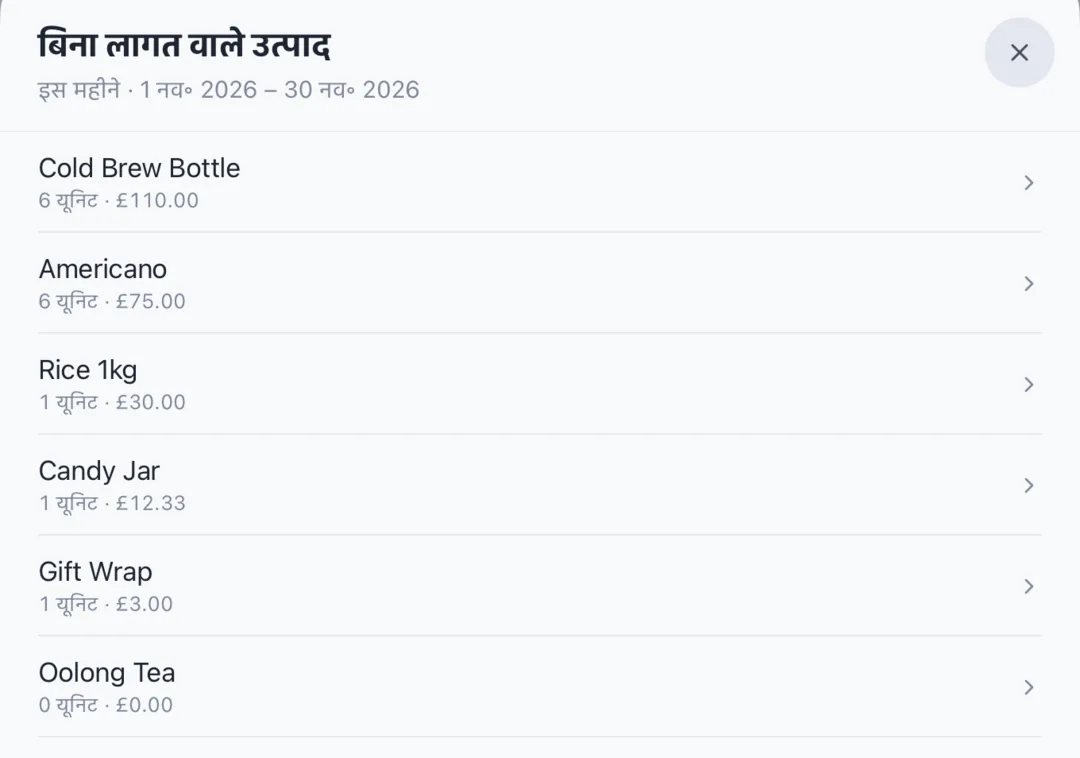 बिना लागत वाले उत्पाद
इस महीने · 1 नव॰ 2026 – 30 नव॰ 2026
Cold Brew Bottle
6 यूनिट · £110.00
Americano
6 यूनिट · £75.00
Rice 1kg
1 यूनिट · £30.00
Candy Jar
1 यूनिट · £12.33
Gift Wrap
1 यूनिट · £3.00
Oolong Tea
0 यूनिट · £0.00